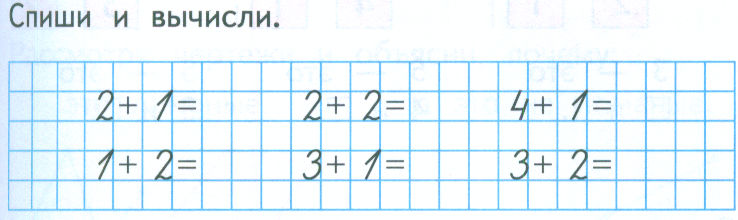 Спиши и вычисли.
2+ 1= 2+ 2= 4+ 1=
1+ 2= 3+ 1= 3+ 2=